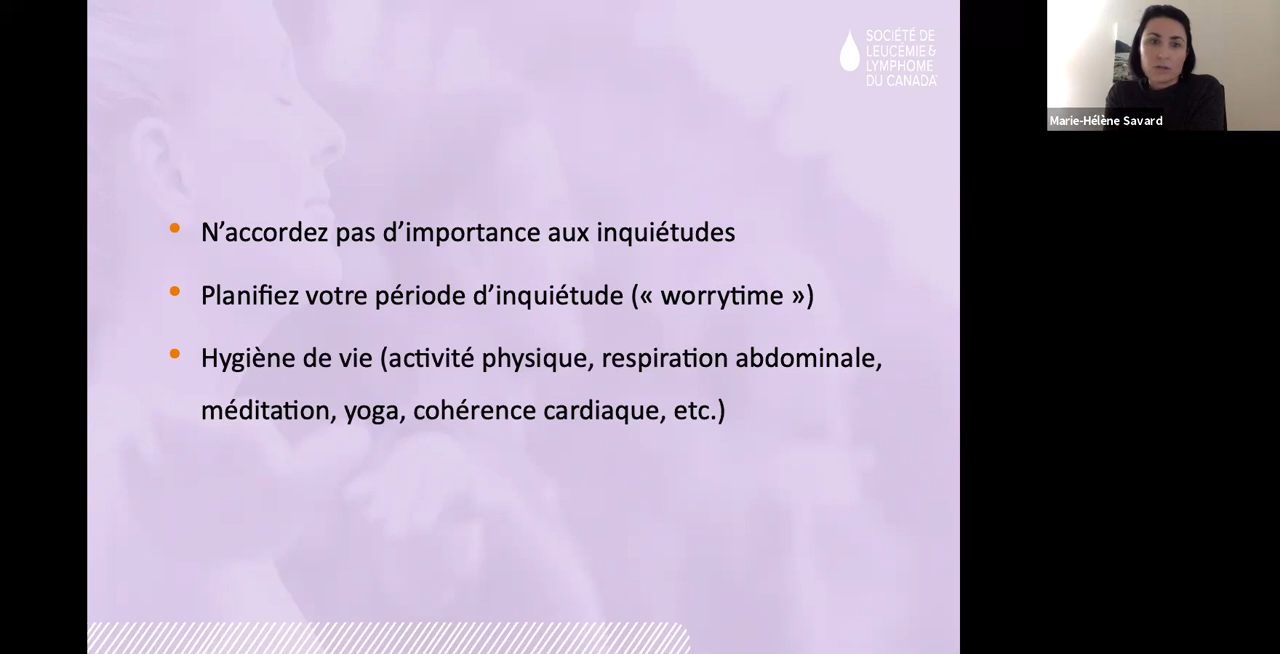 SOCIÉTÉ DE
LEUCÉMIE &
LYMPHOME
DU CANADA
Marie-Hélène Savard
• N’accordez pas d’importance aux inquiétudes
• Planifiez votre période d’inquiétude (« worrytime »)
• Hygiène de vie (activité physique, respiration abdominale,
méditation, yoga, cohérence cardiaque, etc.)